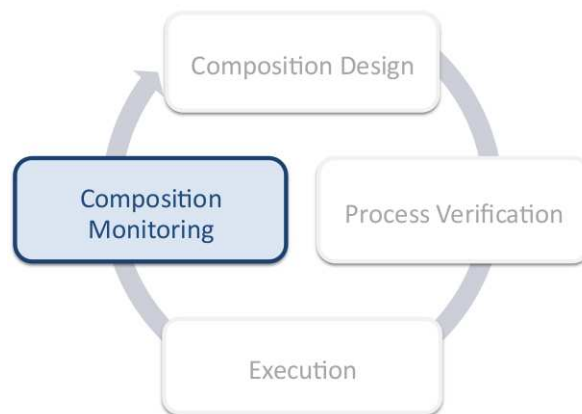 Composition Design
Composition
Monitoring
Process Verification
Execution